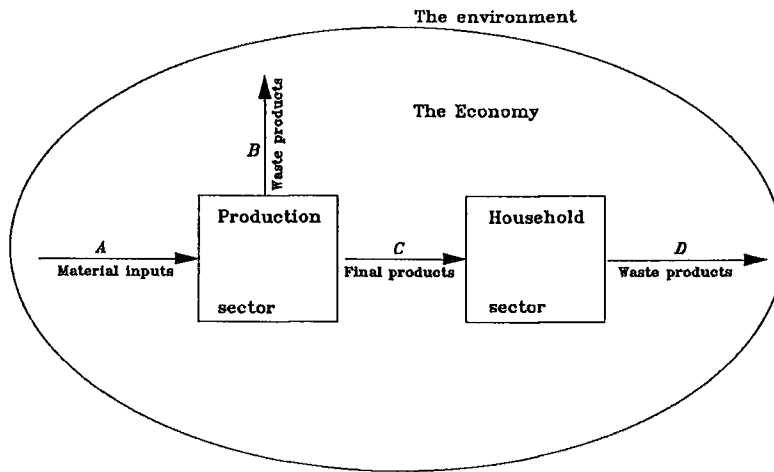 The environment
The Economy
B
Waste products
Production
sector
Household
sector
A
Material inputs
C
Final products
D
Waste products